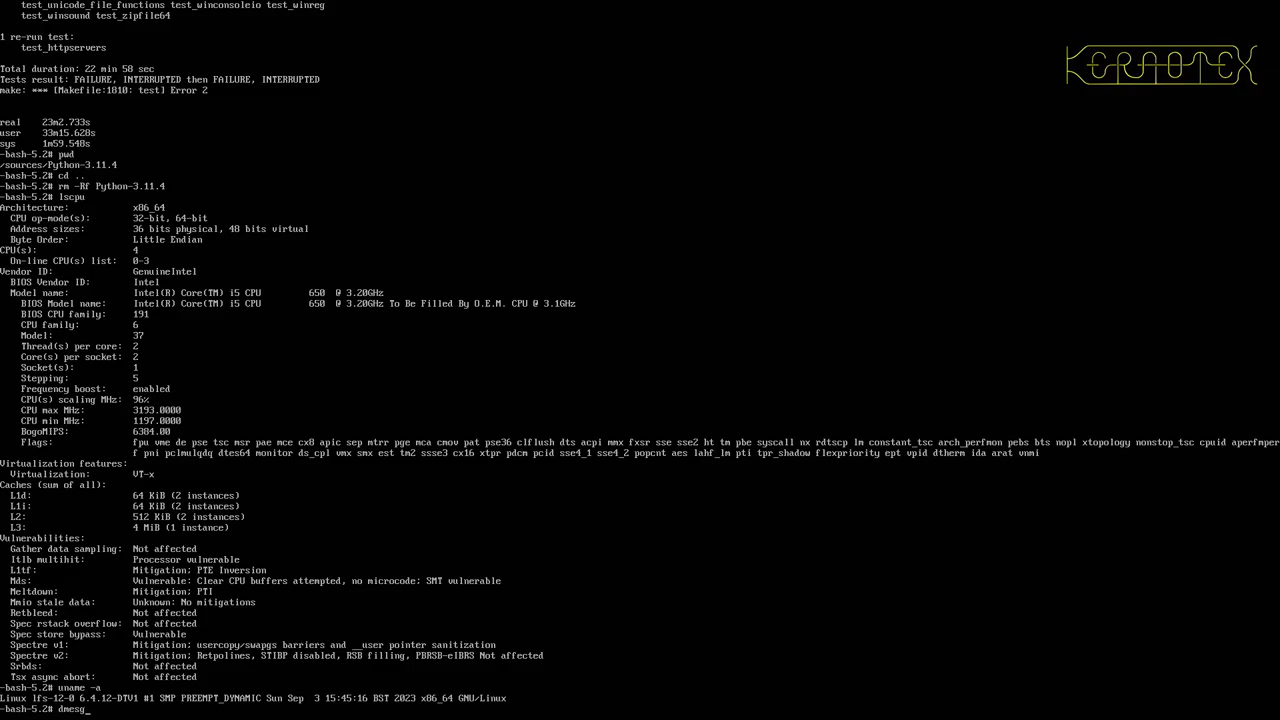 test_unicode_file_functions test_winconsoleio test_winreg
test_winsound test_zipfile64
1 re-run test:
test_httpservers
KERAOTEX
Total duration: 22 min 58 sec
Tests result: FAILURE, INTERRUPTED then FAILURE, INTERRUPTED
make: *** [Makefile:1810: test] Error 2
real 23m2.733s
user 33m15.628s
sys 1m59.548s
-bash-5.2# pwd
/sources/Python-3.11.4
-bash-5.2# cd ..
-bash-5.2# rm -Rf Python-3.11.4
-bash-5.2# lscpu
Architecture: x86_64
CPU op-mode(s): 32-bit, 64-bit
Address sizes: 36 bits physical, 48 bits virtual
Byte Order: Little Endian
CPU(s): 4
On-line CPU(s) list: 0-3
Vendor ID: GenuineIntel
BIOS Vendor ID: Intel
Model name: Intel(R) Core(TM) i5 CPU 650 @ 3.20GHz
BIOS Model name: Intel(R) Core(TM) i5 CPU 650 @ 3.20GHz To Be Filled By O.E.M. CPU @ 3.1GHz
BIOS CPU family: 191
CPU family: 6
Model: 37
Thread(s) per core: 2
Core(s) per socket: 2
Socket(s): 1
Stepping: 5
Frequency boost: enabled
CPU(s) scaling MHz: 96%
CPU max MHz: 3193.0000
CPU min MHz: 1197.0000
BogoMIPS: 6384.00
Flags: fpu vme de pse tsc msr pae mce cx8 apic sep mtrr pge mca cmov pat pse36 clflush dts acpi mmx fxsr sse sse2 ht tm pbe syscall nx rdtscp lm constant_tsc arch_perfmon pebs bts nopl xtopology nonstop_tsc cpuid aperfmper
f pni pclmulqdq dtes64 monitor ds_cpl vmx smx est tm2 ssse3 cx16 xtpr pdcm pcid sse4_1 sse4_2 popcnt aes lahf_lm pti tpr_shadow flexpriority ept vpid dtherm ida arat vnmi
Virtualization features:
Virtualization: VT-x
Caches (sum of all):
L1d: 64 KiB (2 instances)
L1i: 64 KiB (2 instances)
L2: 512 KiB (2 instances)
L3: 4 MiB (1 instance)
Vulnerabilities:
Gather data sampling: Not affected
Itlb multihit: Processor vulnerable
L1tf: Mitigation; PTE Inversion
Mds: Vulnerable: Clear CPU buffers attempted, no microcode; SMT vulnerable
Meltdown: Mitigation; PTI
Mmio stale data: Unknown: No mitigations
Retbleed: Not affected
Spec rstack overflow: Not affected
Spec store bypass: Vulnerable
Spectre v1: Mitigation; usercopy/swapgs barriers and __user pointer sanitization
Spectre v2: Mitigation; Retpolines, STIBP disabled, RSB filling, PBRSB-eIBRS Not affected
Srbds: Not affected
Tsx async abort: Not affected
-bash-5.2# uname -a
Linux lfs-12-0 6.4.12-DTV1 #1 SMP PREEMPT_DYNAMIC Sun Sep 3 15:45:16 BST 2023 x86_64 GNU/Linux
-bash-5.2# dmesg_